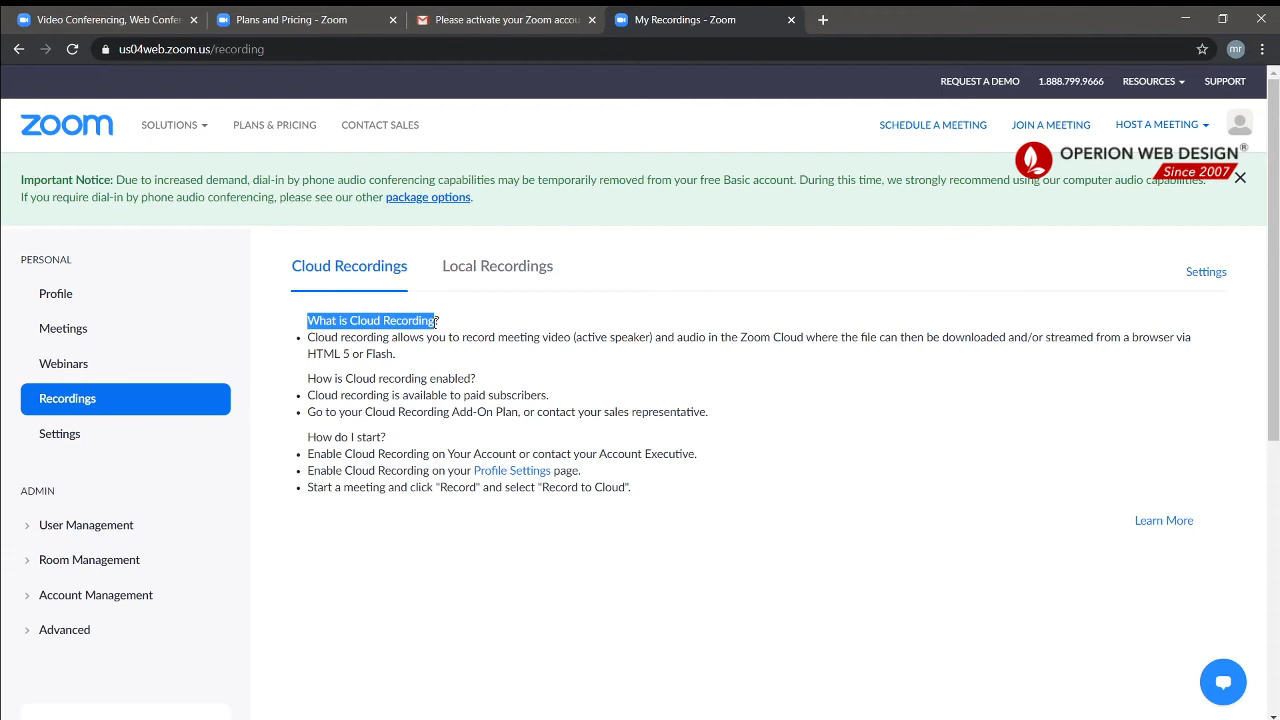 Video Conferencing, Web Conferen
Plans and Pricing - Zoom
Please activate your Zoom accou
My Recordings - Zoom
us04web.zoom.us/recording
mr
REQUEST A DEMO
1.888.799.9666
RESOURCES
SUPPORT
zoom
SOLUTIONS
PLANS & PRICING
CONTACT SALES
SCHEDULE A MEETING
JOIN A MEETING
HOST A MEETING
OPERION WEB DESIGN®
Since 2007
Important Notice: Due to increased demand, dial-in by phone audio conferencing capabilities may be temporarily removed from your free Basic account. During this time, we strongly recommend using our computer audio capabilities.
If you require dial-in by phone audio conferencing, please see our other package options.
PERSONAL
Profile
Meetings
Webinars
Recordings
Settings
ADMIN
User Management
Room Management
Account Management
Advanced
Cloud Recordings
Local Recordings
Settings
What is Cloud Recording?
• Cloud recording allows you to record meeting video (active speaker) and audio in the Zoom Cloud where the file can then be downloaded and/or streamed from a browser via
HTML 5 or Flash.
How is Cloud recording enabled?
• Cloud recording is available to paid subscribers.
• Go to your Cloud Recording Add-On Plan, or contact your sales representative.
How do I start?
• Enable Cloud Recording on Your Account or contact your Account Executive.
• Enable Cloud Recording on your Profile Settings page.
• Start a meeting and click "Record" and select "Record to Cloud".
Learn More